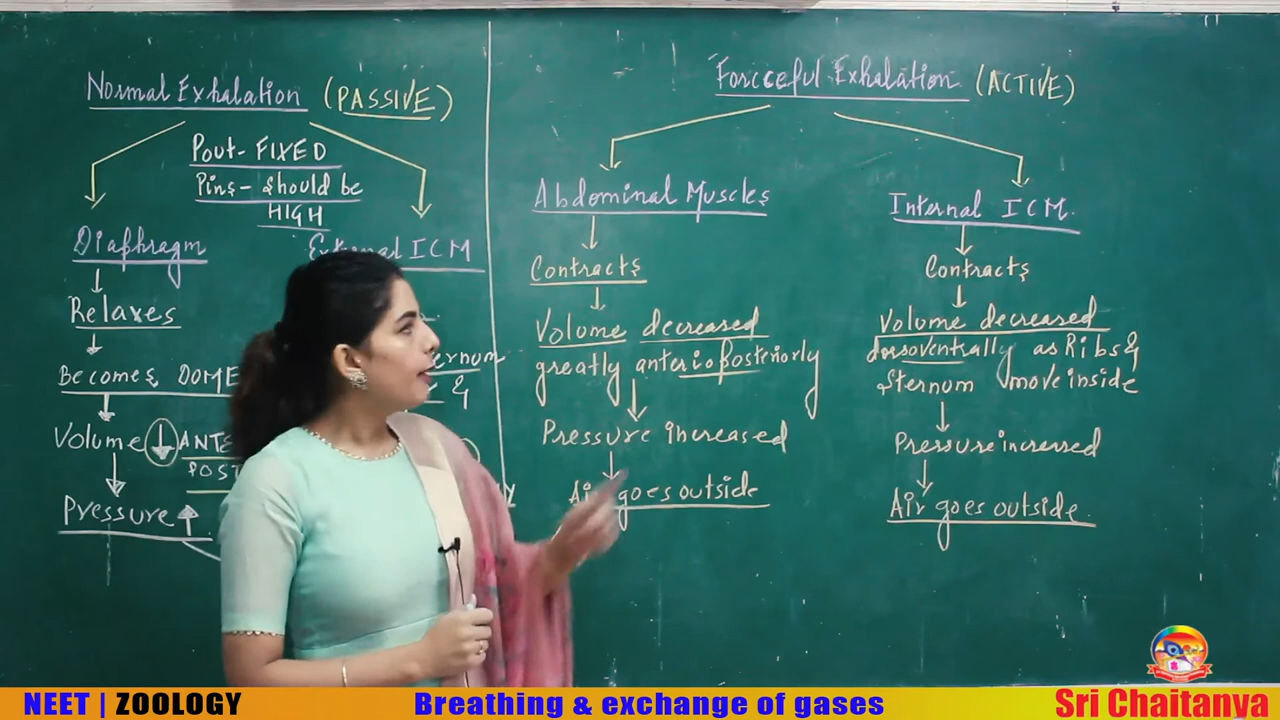 Normal Exhalation (PASSIVE)
Pout- FIXED
Pins- Should be
HIGH
Diaphragm
ICM
Relaxes
Becomes DOME
&
Volume ↓ ANTE
POST
Pressure ↑
Forcceful Exhalation (ACTIVE)
Abdominal Muscles
Contracts
Volume decreased
greatly anterioposteriorly
Pressure increased
Air goes outside
Internal ICM.
Contracts
Volume decreased
dorsoventrally as Ribs &
Sternum move inside
Pressure increased
Air goes outside.
NEET | ZOOLOGY
Breathing & exchange of gases
Sri Chaitanya